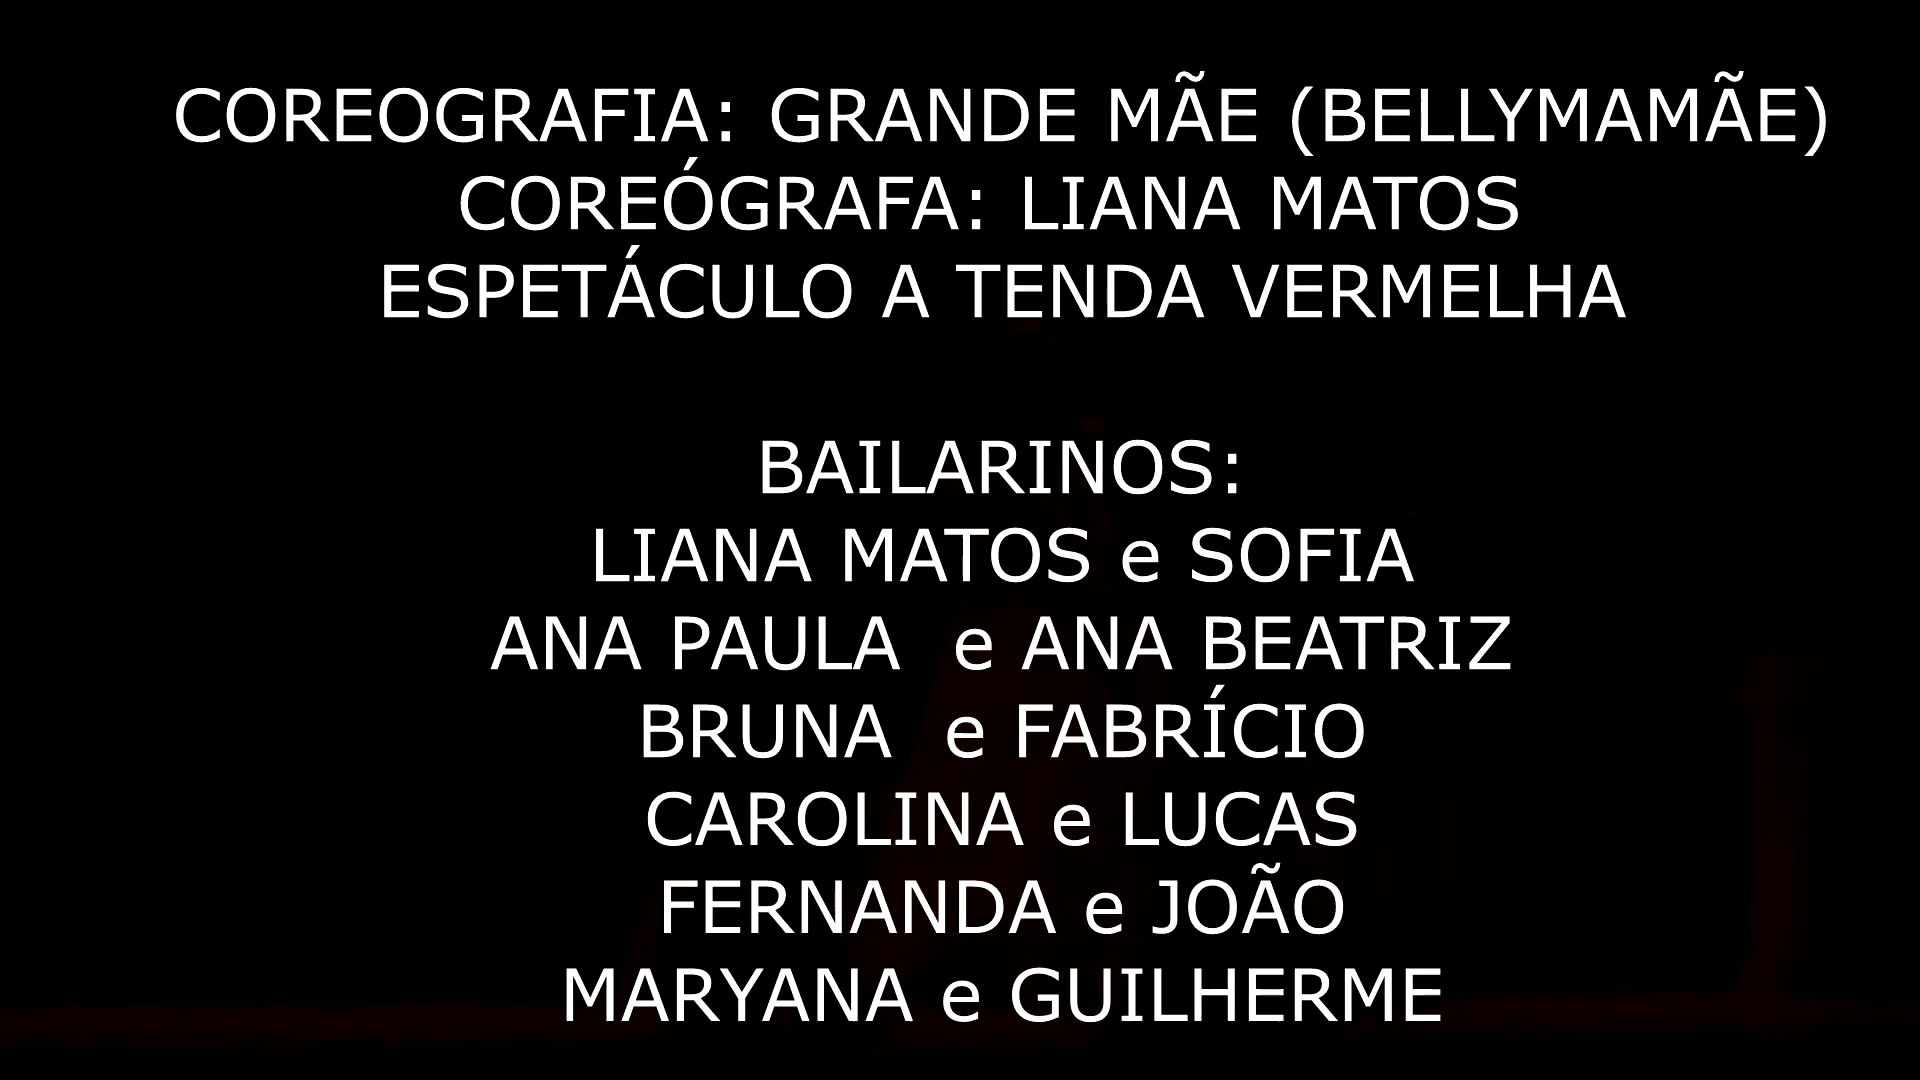 COREOGRAFIA: GRANDE MÃE (BELLYMAMÃE)
COREÓGRAFA: LIANA MATOS
ESPETÁCULO A TENDA VERMELHA
BAILARINOS:
LIANA MATOS e SOFIA
ANA PAULA e ANA BEATRIZ
BRUNA e FABRÍCIO
CAROLINA e LUCAS
FERNANDA e JOÃO
MARYANA e GUILHERME